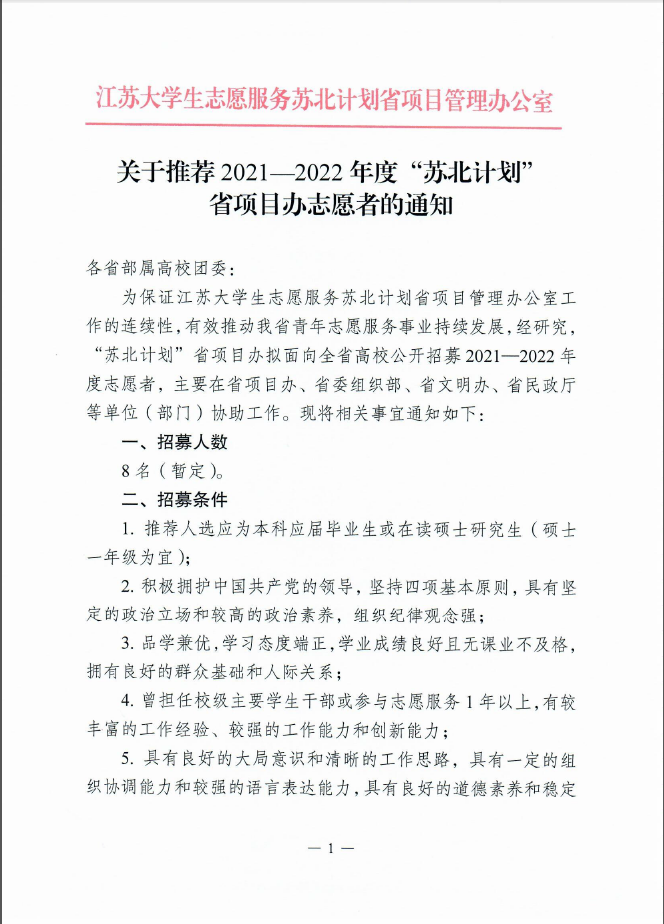 江苏大学生志愿服务苏北计划省项目管理办公室
关于推荐 2021—2022 年度“苏北计划”
省项目办志愿者的通知
各省部属高校团委：
为保证江苏大学生志愿服务苏北计划省项目管理办公室工
作的连续性，有效推动我省青年志愿服务事业持续发展，经研究，
“苏北计划”省项目办拟面向全省高校公开招募 2021—2022 年
度志愿者，主要在省项目办、省委组织部、省文明办、省民政厅
等单位（部门）协助工作。现将相关事宜通知如下：
一、招募人数
8 名（暂定）。
二、招募条件
1. 推荐人选应为本科应届毕业生或在读硕士研究生（硕士
一年级为宜）；
2. 积极拥护中国共产党的领导，坚持四项基本原则，具有坚
定的政治立场和较高的政治素养，组织纪律观念强；
3. 品学兼优，学习态度端正，学业成绩良好且无课业不及格，
拥有良好的群众基础和人际关系；
4. 曾担任校级主要学生干部或参与志愿服务 1 年以上，有较
丰富的工作经验、较强的工作能力和创新能力；
5. 具有良好的大局意识和清晰的工作思路，具有一定的组
织协调能力和较强的语言表达能力，具有良好的道德素养和稳定
— 1 —